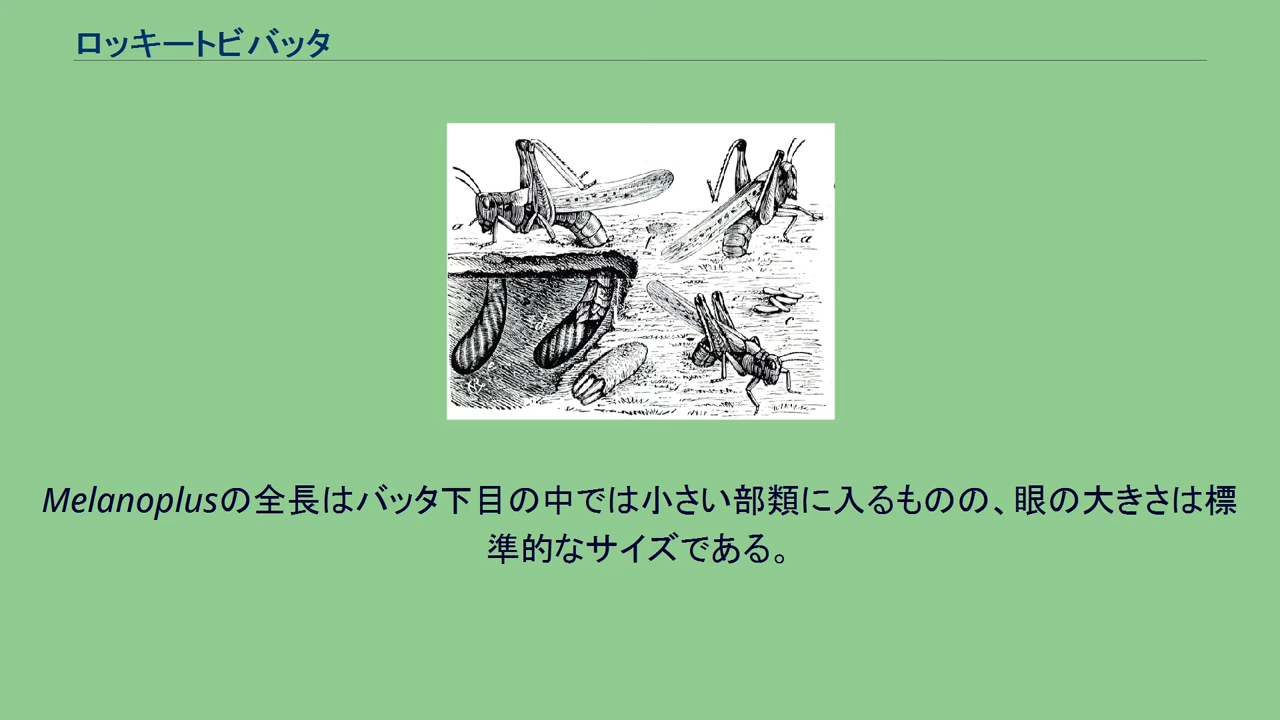 ロッキートビバッタ
a
a
c
Melanoplusの全長はバッタ下目の中では小さい部類に入るものの、眼の大きさは標
準的なサイズである。